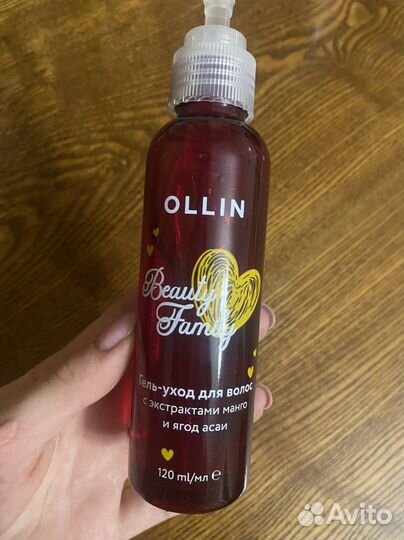 OLLIN
Beauty
Family
Гель-уход для волос
с экстрактами манго
и ягод асаи
120 ml/мл ℮
Avito